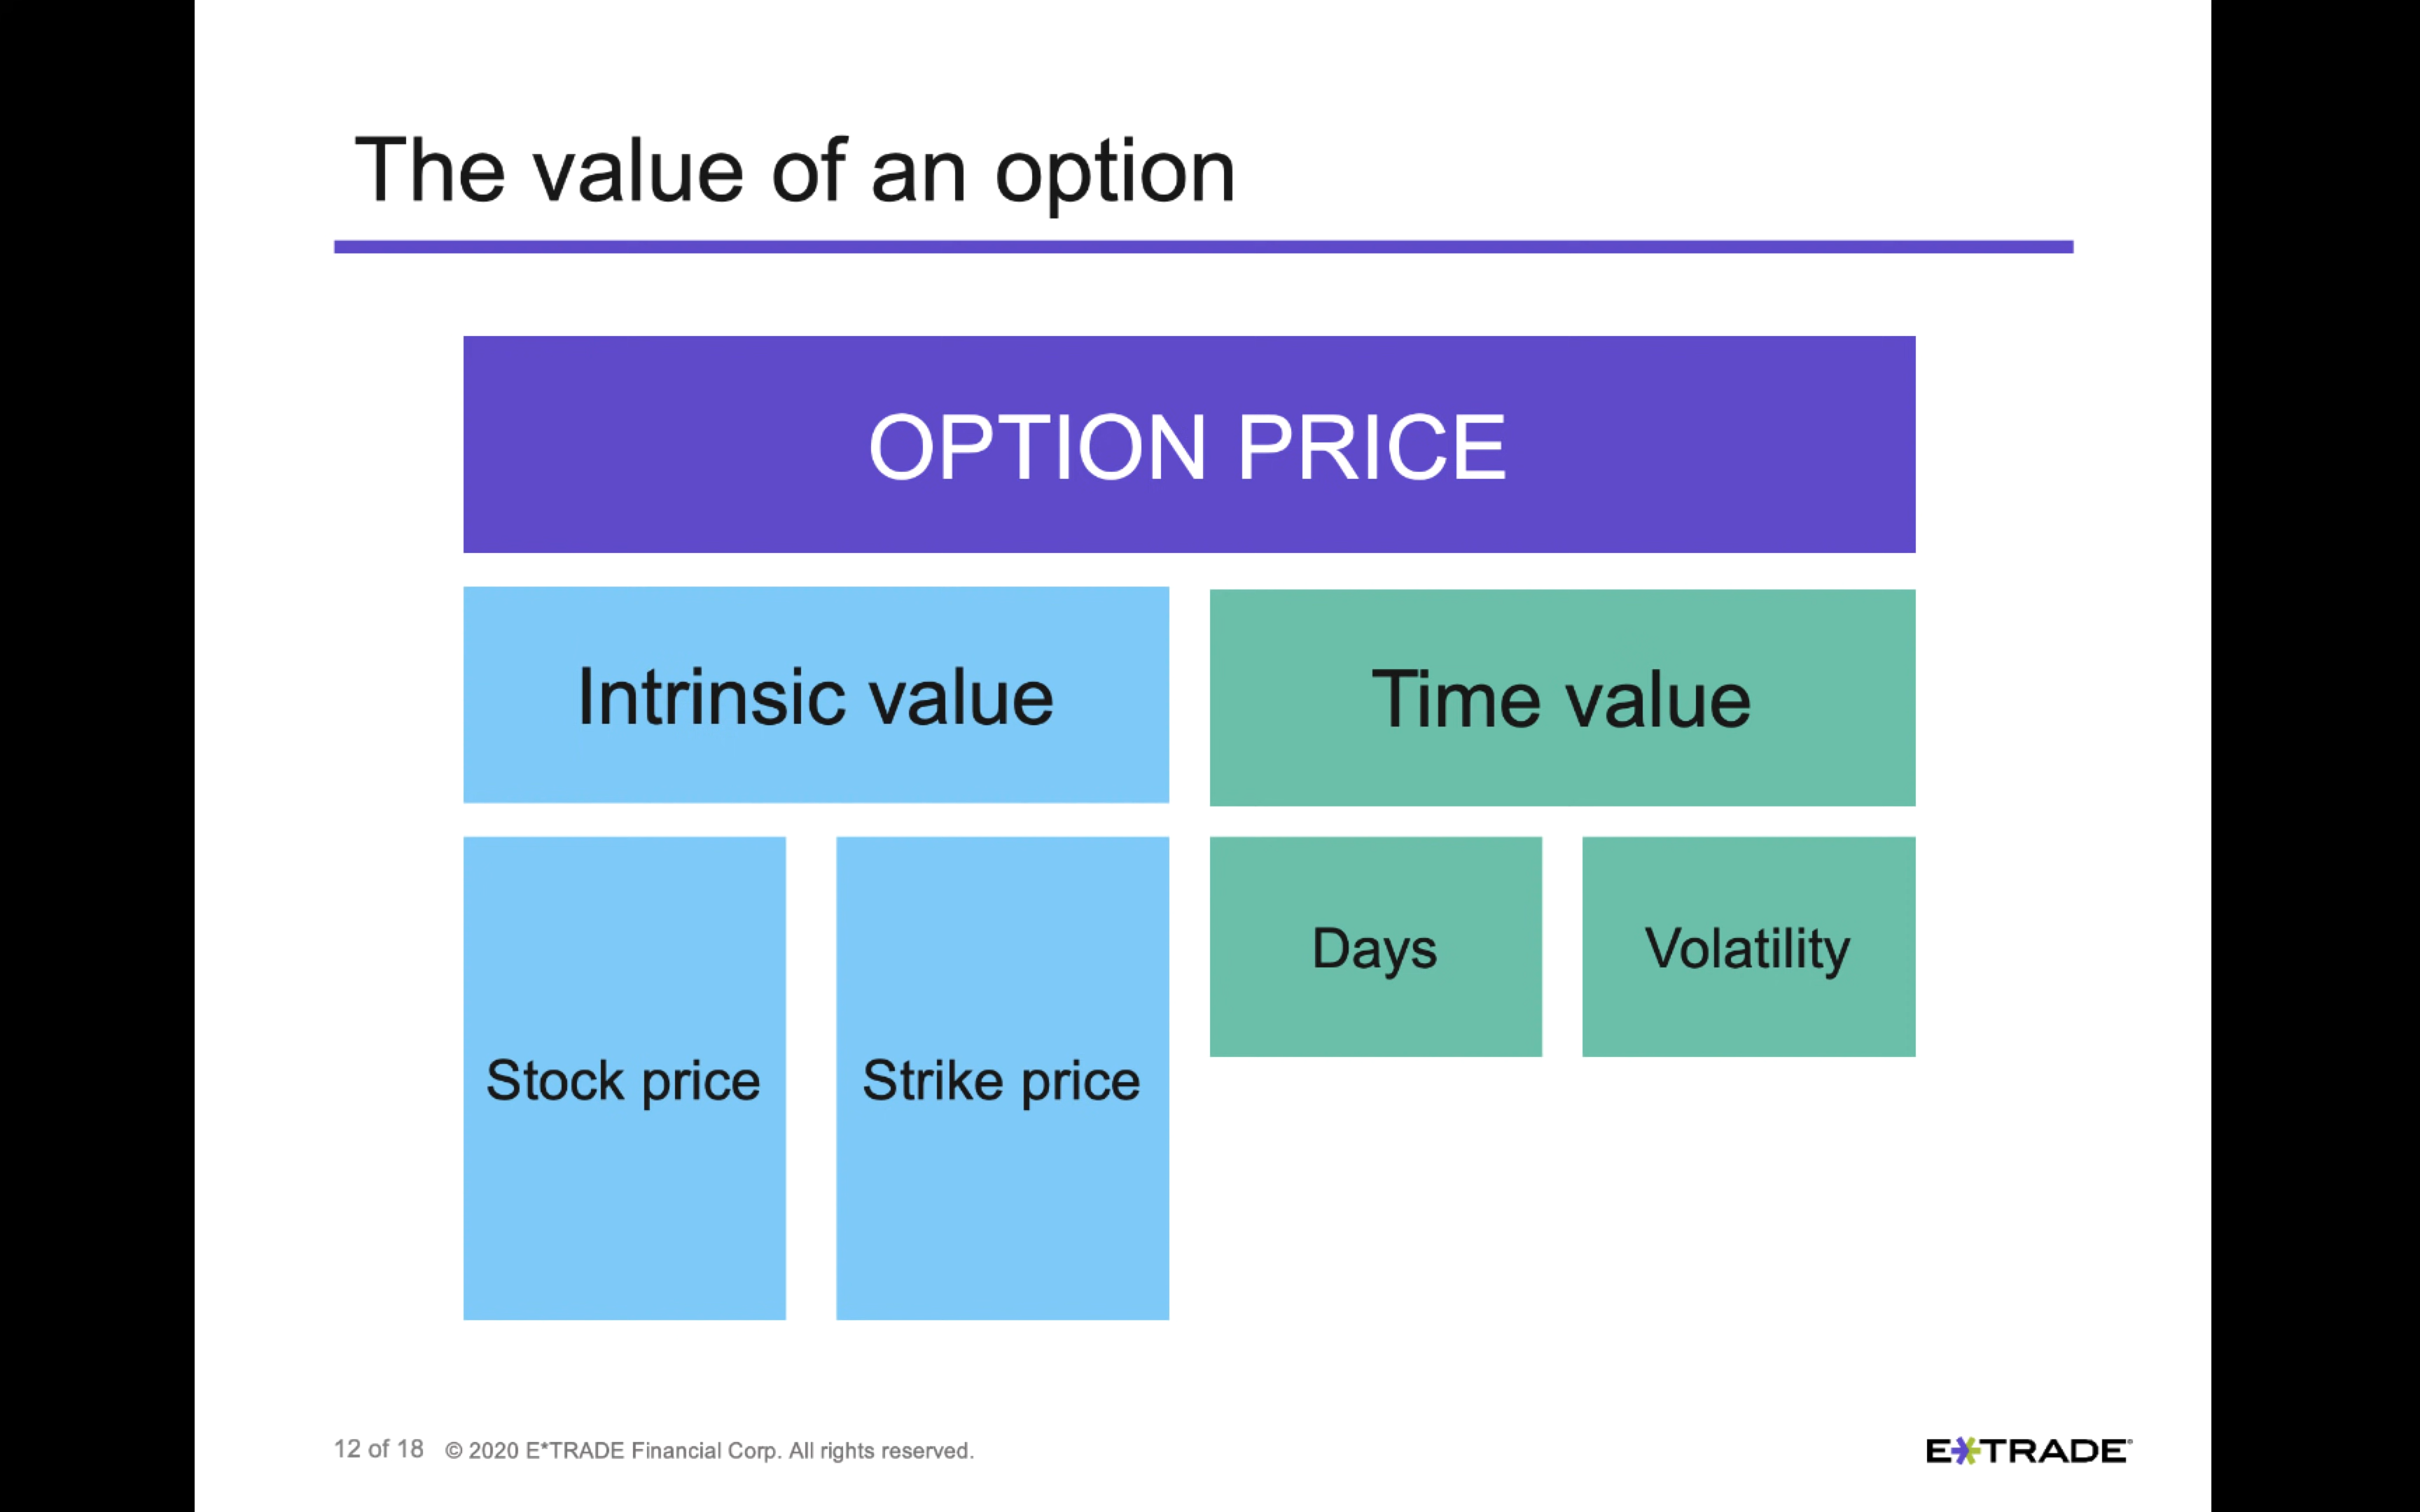 The value of an option
OPTION PRICE
Intrinsic value
Time value
Stock price
Strike price
Days
Volatility
12 of 18 © 2020 E*TRADE Financial Corp. All rights reserved.
E*TRADE®